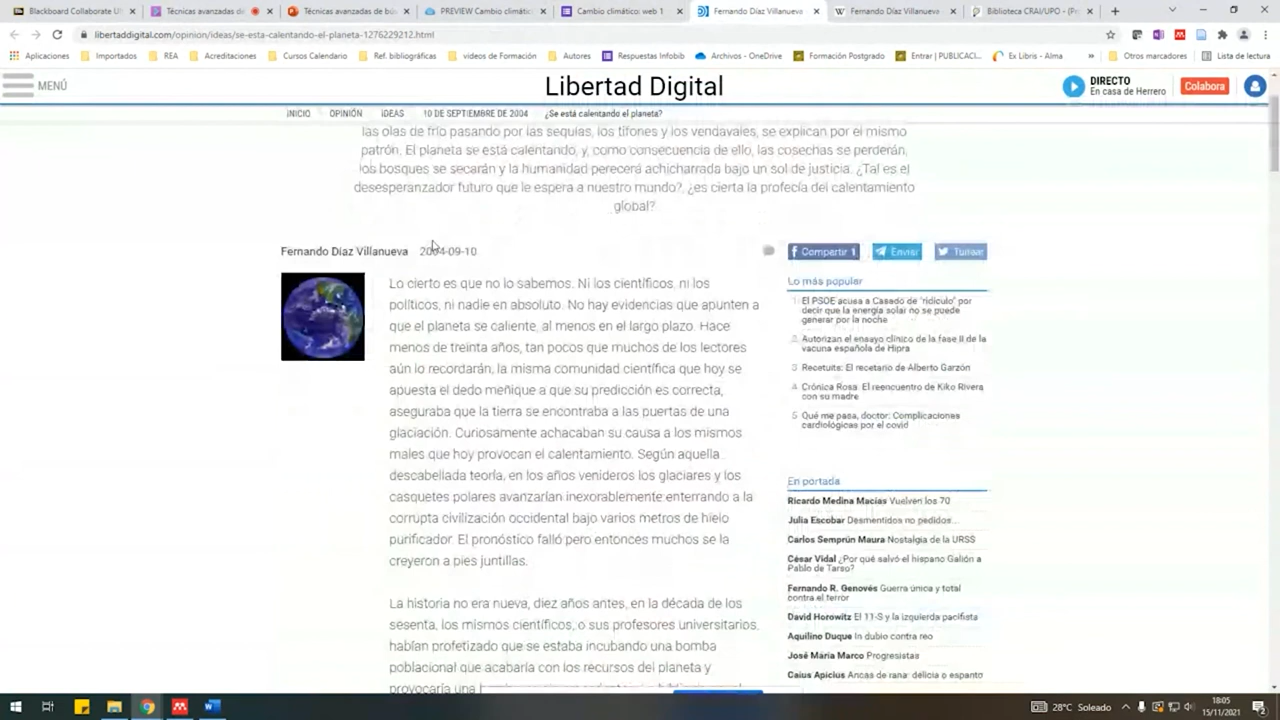 Blackboard Collaborate Ul
Técnicas avanzadas de
Técnicas avanzadas de bú
PREVIEW Cambio climátic
Cambio climático: web 1
Fernando Díaz Villanueva
Fernando Díaz Villanueva
Biblioteca CRAI/UPO - (Pr
libertaddigital.com/opinion/ideas/se-esta-calentando-el-planeta-1276229212.html
Aplicaciones
Importados
REA
Acreditaciones
Cursos Calendario
Ref. bibliográficas
videos de Formación
Autores
Respuestas Infobib
Archivos - OneDrive
Formación Postgrado
Entrar | PUBLICACI...
Ex Libris - Alma
»
Otros marcadores
Lista de lectura
MENÚ
Libertad Digital
DIRECTO
En casa de Herrero
Colabora
INICIO
OPINIÓN
IDEAS
10 DE SEPTIEMBRE DE 2004
¿Se está calentando el planeta?
las olas de frío pasando por las sequías, los tifones y los vendavales, se explican por el mismo
patrón. El planeta se está calentando, y, como consecuencia de ello, las cosechas se perderán,
los bosques se secarán y la humanidad perecerá achicharrada bajo un sol de justicia. ¿Tal es el
desesperanzador futuro que le espera a nuestro mundo?, ¿es cierta la profecía del calentamiento
global?
Fernando Díaz Villanueva
2004-09-10
Compartir 1
Enviar
Tuitear
Lo cierto es que no lo sabemos. Ni los científicos, ni los
políticos, ni nadie en absoluto. No hay evidencias que apunten a
que el planeta se caliente, al menos en el largo plazo. Hace
menos de treinta años, tan pocos que muchos de los lectores
aún lo recordarán, la misma comunidad científica que hoy se
apuesta el dedo meñique a que su predicción es correcta,
aseguraba que la tierra se encontraba a las puertas de una
glaciación. Curiosamente achacaban su causa a los mismos
males que hoy provocan el calentamiento. Según aquella
descabellada teoría, en los años venideros los glaciares y los
casquetes polares avanzarían inexorablemente enterrando a la
corrupta civilización occidental bajo varios metros de hielo
purificador. El pronóstico falló pero entonces muchos se la
creyeron a pies juntillas.
La historia no era nueva, diez años antes, en la década de los
sesenta, los mismos científicos, o sus profesores universitarios,
habían profetizado que se estaba incubando una bomba
poblacional que acabaría con los recursos del planeta y
provocaría una
Lo más popular
1 El PSOE acusa a Casado de 'ridículo' por
decir que la energía solar no se puede
generar por la noche
2 Autorizan el ensayo clínico de la fase II de la
vacuna española de Hipra
3 Recetuits: El recetario de Alberto Garzón
4 Crónica Rosa: El reencuentro de Kiko Rivera
con su madre
5 Qué me pasa, doctor: Complicaciones
cardiológicas por el covid
En portada
Ricardo Medina Macías Vuelven los 70
Julia Escobar Desmentidos no pedidos...
Carlos Semprún Maura Nostalgia de la URSS
César Vidal ¿Por qué salvó el hispano Galión a
Pablo de Tarso?
Fernando R. Genovés Guerra única y total
contra el terror
David Horowitz El 11-S y la izquierda pacifista
Aquilino Duque In dubio contra reo
José María Marco Progresistas
Caius Apicius Ancas de rana: delicia o espanto
28°C Soleado
18:05
15/11/2021
2